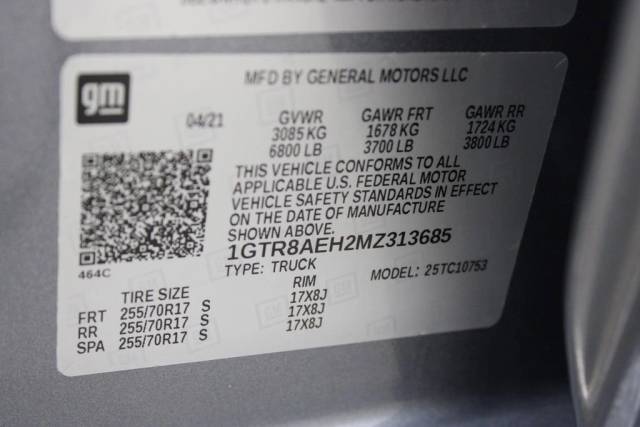 gm
MFD BY GENERAL MOTORS LLC
04/21
GVWR GAWR FRT GAWR RR
3085 KG 1678 KG 1724 KG
6800 LB 3700 LB 3800 LB
THIS VEHICLE CONFORMS TO ALL
APPLICABLE U.S. FEDERAL MOTOR
VEHICLE SAFETY STANDARDS IN EFFECT
ON THE DATE OF MANUFACTURE
SHOWN ABOVE.
464C
1GTR8AEH2MZ313685
TYPE: TRUCK MODEL: 25TC10753
TIRE SIZE RIM
FRT 255/70R17 S 17X8J
RR 255/70R17 S 17X8J
SPA 255/70R17 S 17X8J